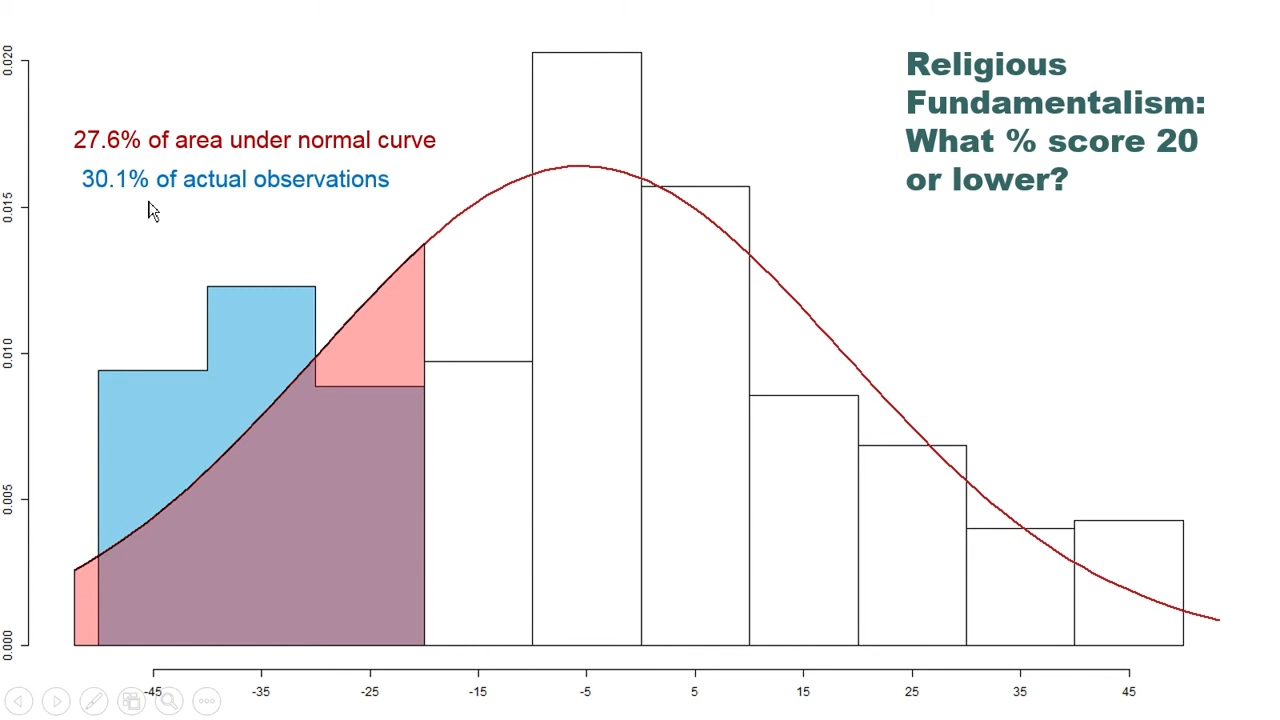 Religious
Fundamentalism:
What % score 20
or lower?
27.6% of area under normal curve
30.1% of actual observations
0.020
0.015
0.010
0.005
0.000
-45 -35 -25 -15 -5 5 15 25 35 45